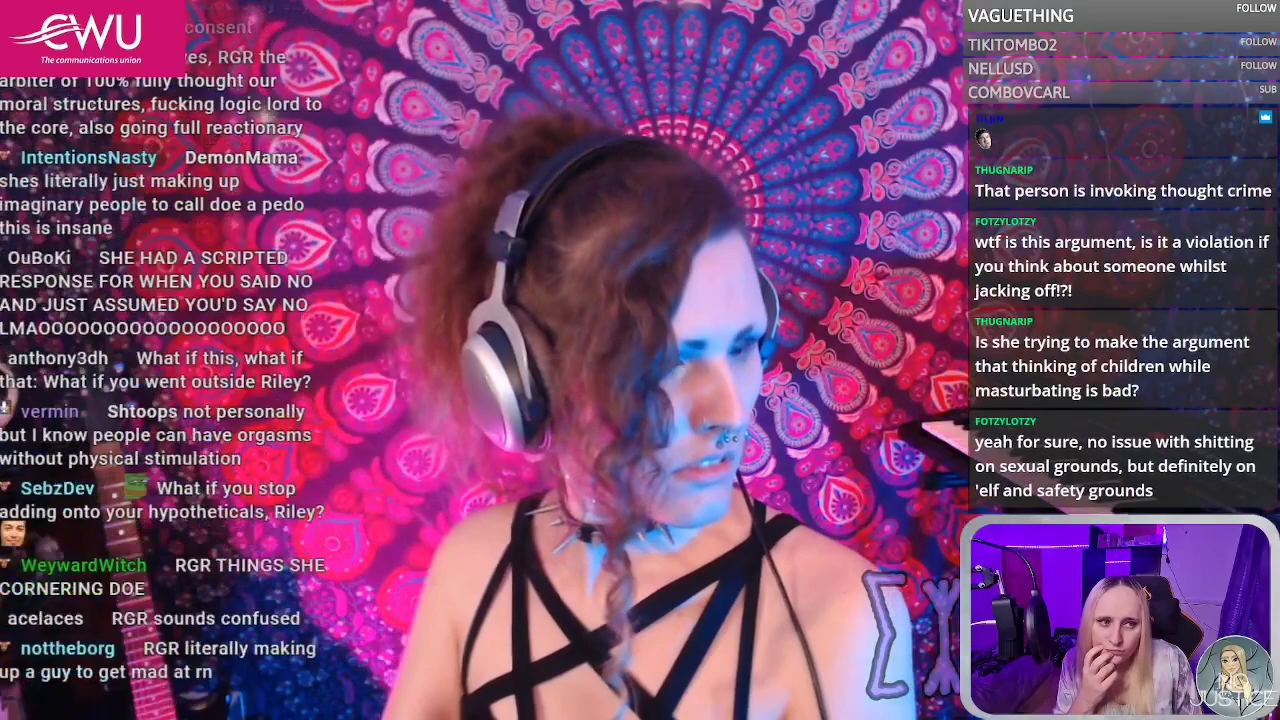 CWU
The communications union
consent
yes, RGR the
arbiter of 100% fully thought our
moral structures, fucking logic lord to
the core, also going full reactionary
IntentionsNasty DemonMama
shes literally just making up
imaginary people to call doe a pedo
this is insane
OuBoKi SHE HAD A SCRIPTED
RESPONSE FOR WHEN YOU SAID NO
AND JUST ASSUMED YOU'D SAY NO
LMAOOOOOOOOOOOOOOOOOOO
anthony3dh What if this, what if
that: What if you went outside Riley?
vermin Shtoops not personally
but I know people can have orgasms
without physical stimulation
SebzDev What if you stop
adding onto your hypotheticals, Riley?
WeywardWitch RGR THINGS SHE
CORNERING DOE
acelaces RGR sounds confused
nottheborg RGR literally making
up a guy to get mad at rn
VAGUETHING FOLLOW
TIKITOMBO2 FOLLOW
NELLUSD FOLLOW
COMBOVCARL SUB
THUGNARIP
That person is invoking thought crime
FOTZYLOTZY
wtf is this argument, is it a violation if
you think about someone whilst
jacking off!?!
THUGNARIP
Is she trying to make the argument
that thinking of children while
masturbating is bad?
FOTZYLOTZY
yeah for sure, no issue with shitting
on sexual grounds, but definitely on
'elf and safety grounds
JUSTICE